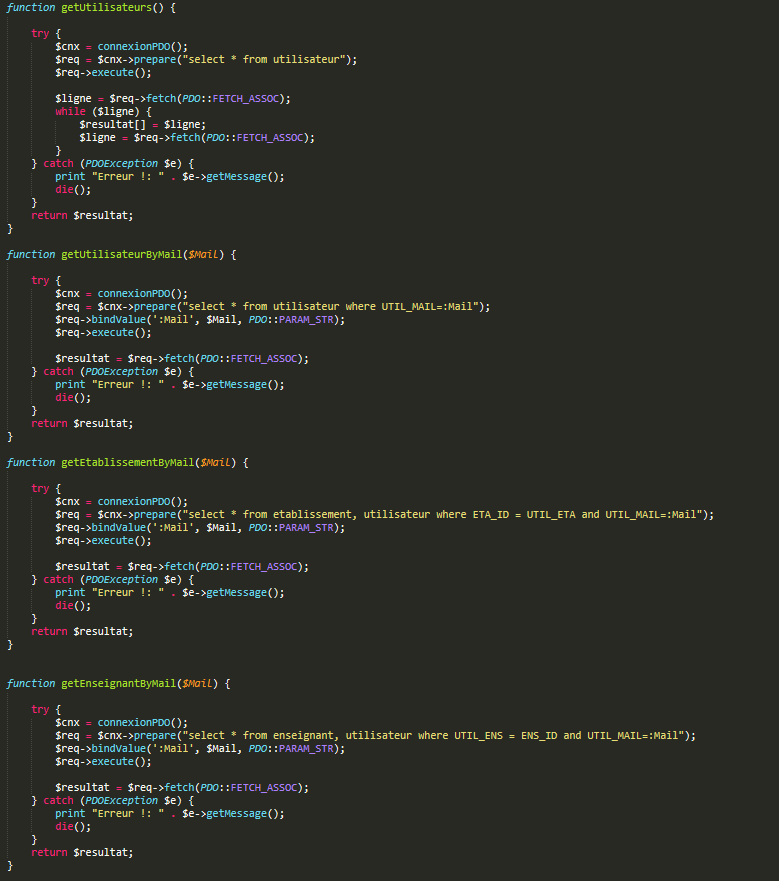 function getUtilisateurs() {
try {
$cnx = connexionPDO();
$req = $cnx->prepare("select * from utilisateur");
$req->execute();
$ligne = $req->fetch(PDO::FETCH_ASSOC);
while ($ligne) {
$resultat[] = $ligne;
$ligne = $req->fetch(PDO::FETCH_ASSOC);
}
} catch (PDOException $e) {
print "Erreur !: " . $e->getMessage();
die();
}
return $resultat;
}
function getUtilisateurByMail($Mail) {
try {
$cnx = connexionPDO();
$req = $cnx->prepare("select * from utilisateur where UTIL_MAIL=:Mail");
$req->bindValue(':Mail', $Mail, PDO::PARAM_STR);
$req->execute();
$resultat = $req->fetch(PDO::FETCH_ASSOC);
} catch (PDOException $e) {
print "Erreur !: " . $e->getMessage();
die();
}
return $resultat;
}
function getEtablissementByMail($Mail) {
try {
$cnx = connexionPDO();
$req = $cnx->prepare("select * from etablissement, utilisateur where ETA_ID = UTIL_ETA and UTIL_MAIL=:Mail");
$req->bindValue(':Mail', $Mail, PDO::PARAM_STR);
$req->execute();
$resultat = $req->fetch(PDO::FETCH_ASSOC);
} catch (PDOException $e) {
print "Erreur !: " . $e->getMessage();
die();
}
return $resultat;
}
function getEnseignantByMail($Mail) {
try {
$cnx = connexionPDO();
$req = $cnx->prepare("select * from enseignant, utilisateur where UTIL_ENS = ENS_ID and UTIL_MAIL=:Mail");
$req->bindValue(':Mail', $Mail, PDO::PARAM_STR);
$req->execute();
$resultat = $req->fetch(PDO::FETCH_ASSOC);
} catch (PDOException $e) {
print "Erreur !: " . $e->getMessage();
die();
}
return $resultat;
}